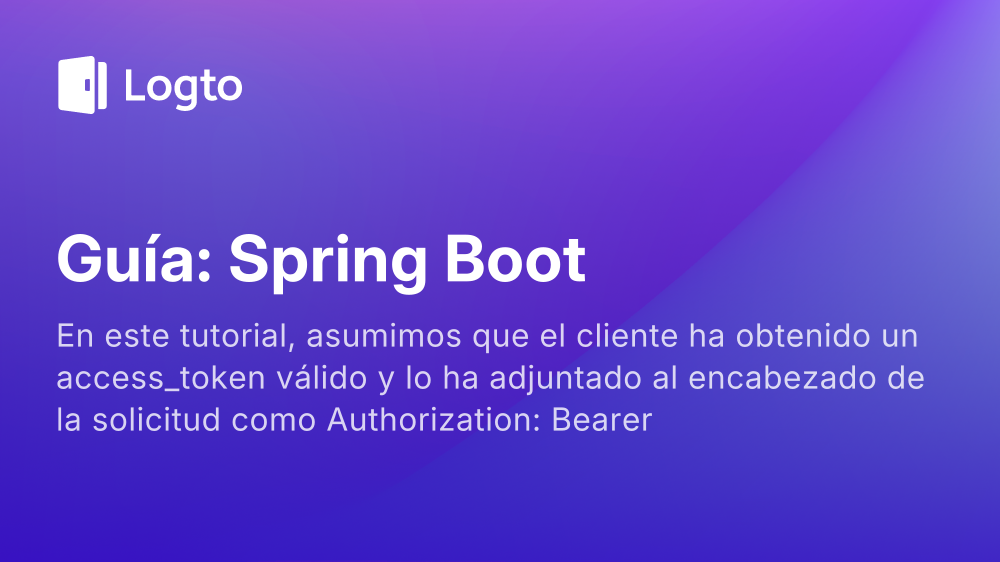 Logto
Guía: Spring Boot
En este tutorial, asumimos que el cliente ha obtenido un
access_token válido y lo ha adjuntado al encabezado de
la solicitud como Authorization: Bearer